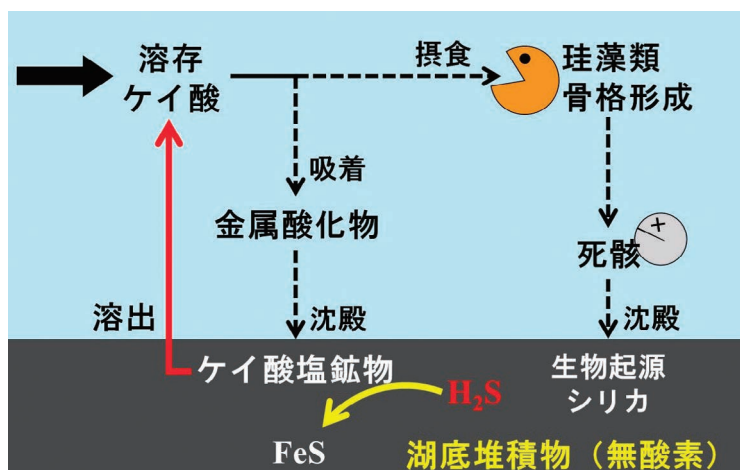 溶存
ケイ酸
摂食
珪藻類
骨格形成
吸着
金属酸化物
死骸
溶出
沈殿
沈殿
ケイ酸塩鉱物
生物起源
シリカ
H₂S
FeS
湖底堆積物（無酸素）